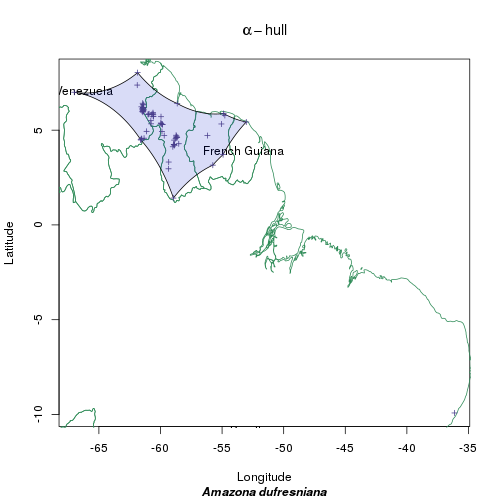 α – hull
Venezuela
French Guiana
5
0
-5
-10
Latitude
-65
-60
-55
-50
-45
-40
-35
Longitude
Amazona dufresniana